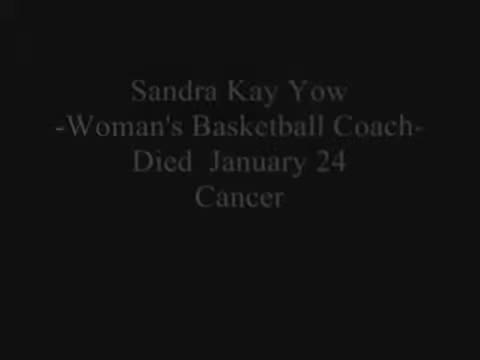 Sandra Kay Yow
-Woman's Basketball Coach-
Died  January 24
Cancer